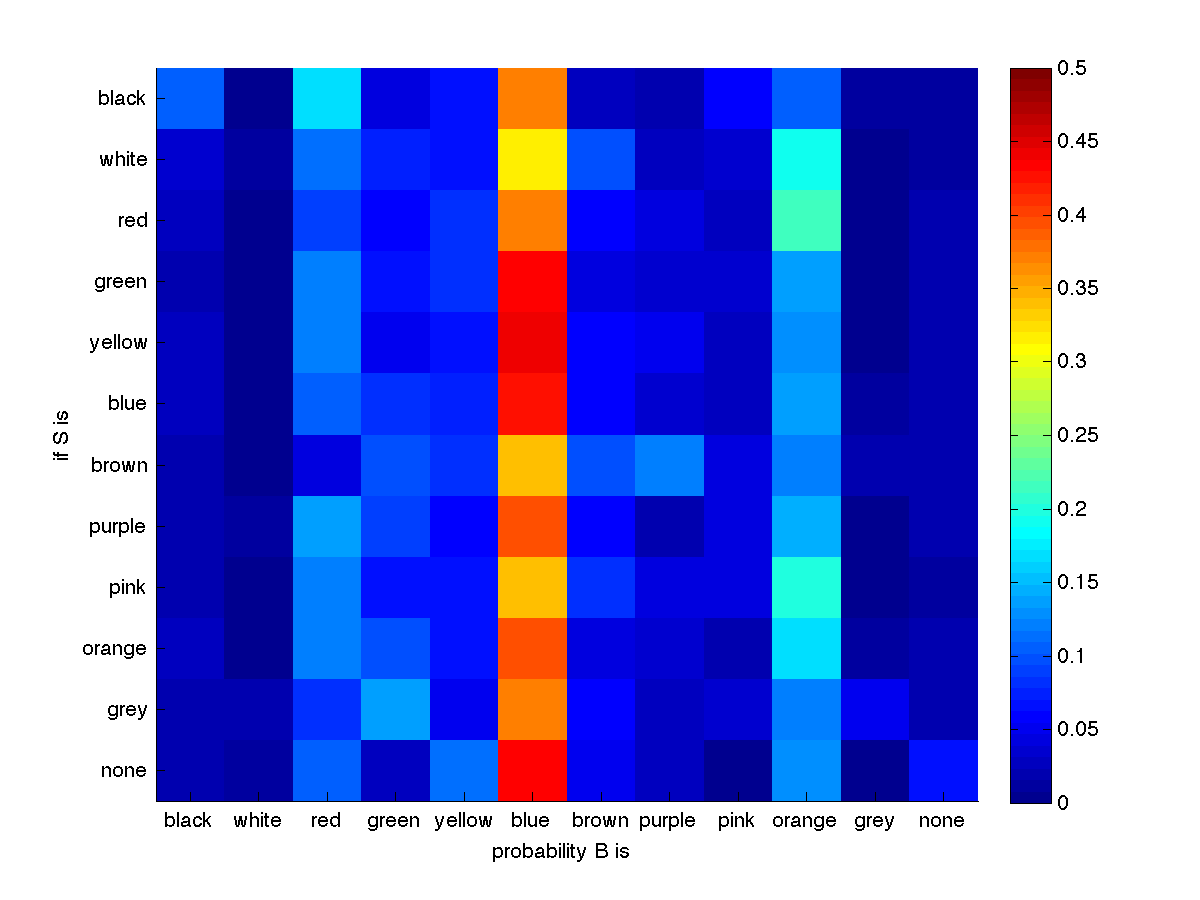 black
white
red
green
yellow
blue
brown
purple
pink
orange
grey
none
if S is
black white red green yellow blue brown purple pink orange grey none
probability B is
0.5
0.45
0.4
0.35
0.3
0.25
0.2
0.15
0.1
0.05
0